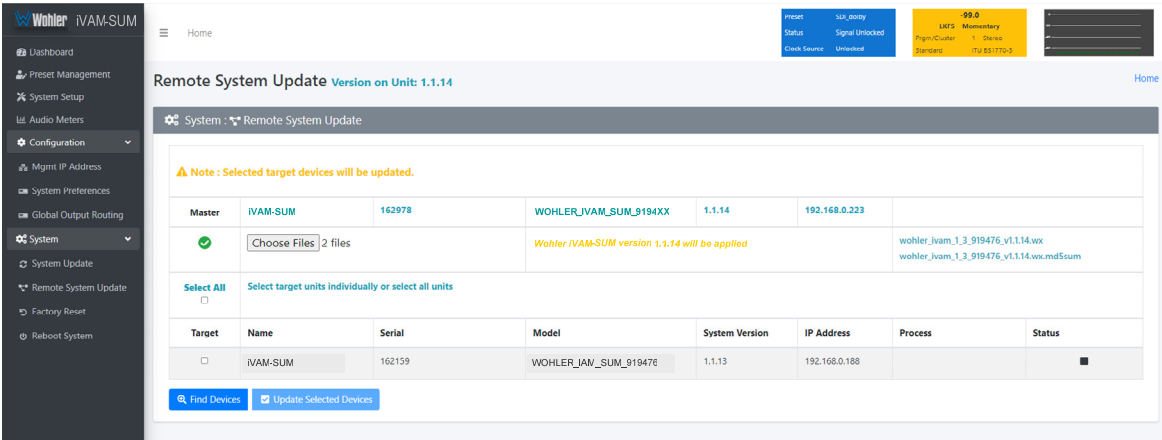 Wohler iVAM-SUM
Dashboard
Preset Management
System Setup
Audio Meters
Configuration
Mgmt IP Address
System Preferences
Global Output Routing
System
System Update
Remote System Update
Factory Reset
Reboot System
Home
Preset SDI_dolby
Status Signal Unlocked
Clock Source Unlocked
-99.0
LKFS Momentary
Prgm/Cluster 1 Stereo
Standard ITU BS1770-3
Remote System Update Version on Unit: 1.1.14
Home
System : Remote System Update
Note : Selected target devices will be updated.
Master iVAM-SUM 162978 WOHLER_IVAM_SUM_9194XX 1.1.14 192.168.0.223
Choose Files 2 files Wohler IVAM-SUM version 1.1.14 will be applied wohler_ivam_1_3_919476_v1.1.14.wx
wohler_ivam_1_3_919476_v1.1.14.wx.md5sum
Select All Select target units individually or select all units
Target Name Serial Model System Version IP Address Process Status
iVAM-SUM 162159 WOHLER_IAM_SUM_919476 1.1.13 192.168.0.188
Find Devices Update Selected Devices